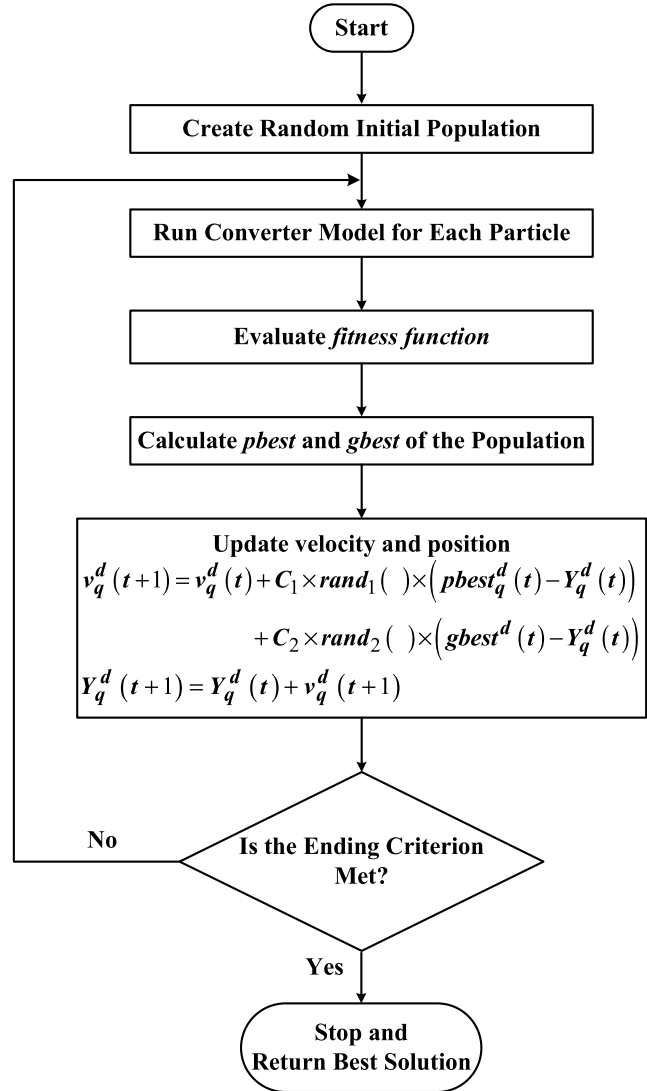 Start
Create Random Initial Population
Run Converter Model for Each Particle
Evaluate fitness function
Calculate pbest and gbest of the Population
Update velocity and position
v_q^d (t+1) = v_q^d (t) + C_1 × rand_1 ( ) × ( pbest_q^d (t) − Y_q^d (t) )
+ C_2 × rand_2 ( ) × ( gbest^d (t) − Y_q^d (t) )
Y_q^d (t+1) = Y_q^d (t) + v_q^d (t+1)
No
Is the Ending Criterion
Met?
Yes
Stop and
Return Best Solution